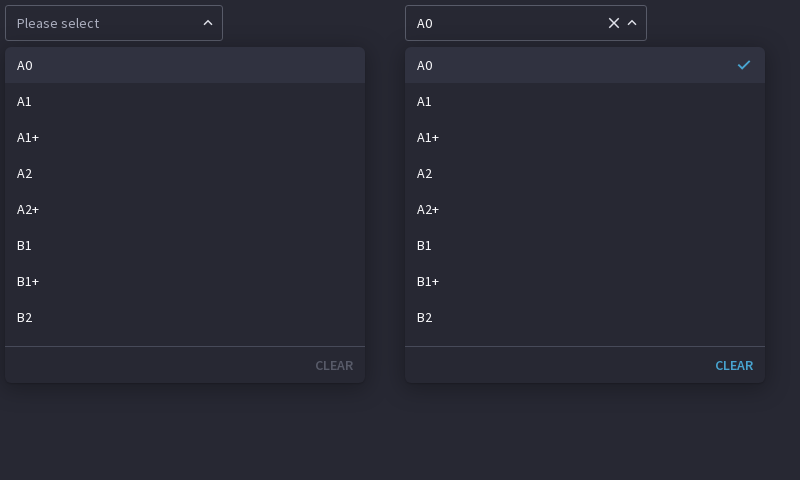 Please select
A0
A1
A1+
A2
A2+
B1
B1+
B2
CLEAR
A0
A0
A1
A1+
A2
A2+
B1
B1+
B2
CLEAR